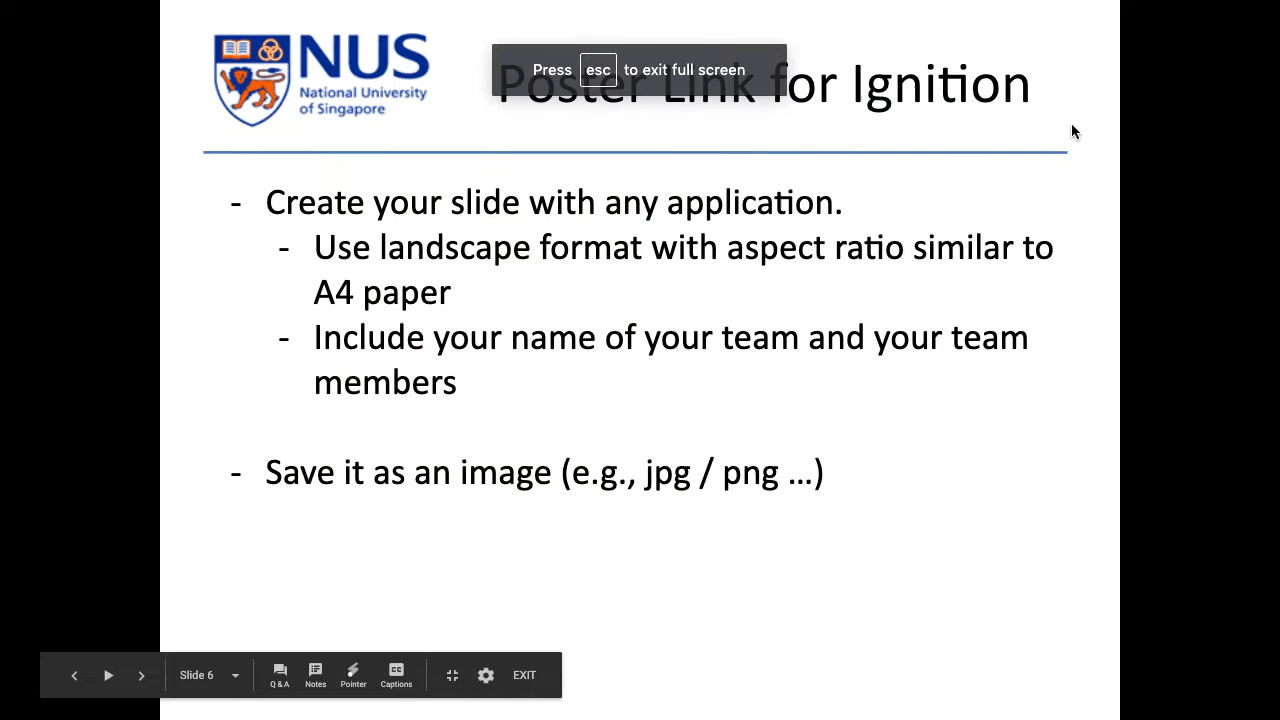 NUS
National University
of Singapore
Poster Link for Ignition
Press esc to exit full screen
- Create your slide with any application.
- Use landscape format with aspect ratio similar to
A4 paper
- Include your name of your team and your team
members
- Save it as an image (e.g., jpg / png ...)
Slide 6
Q & A
Notes
Pointer
CC
Captions
EXIT